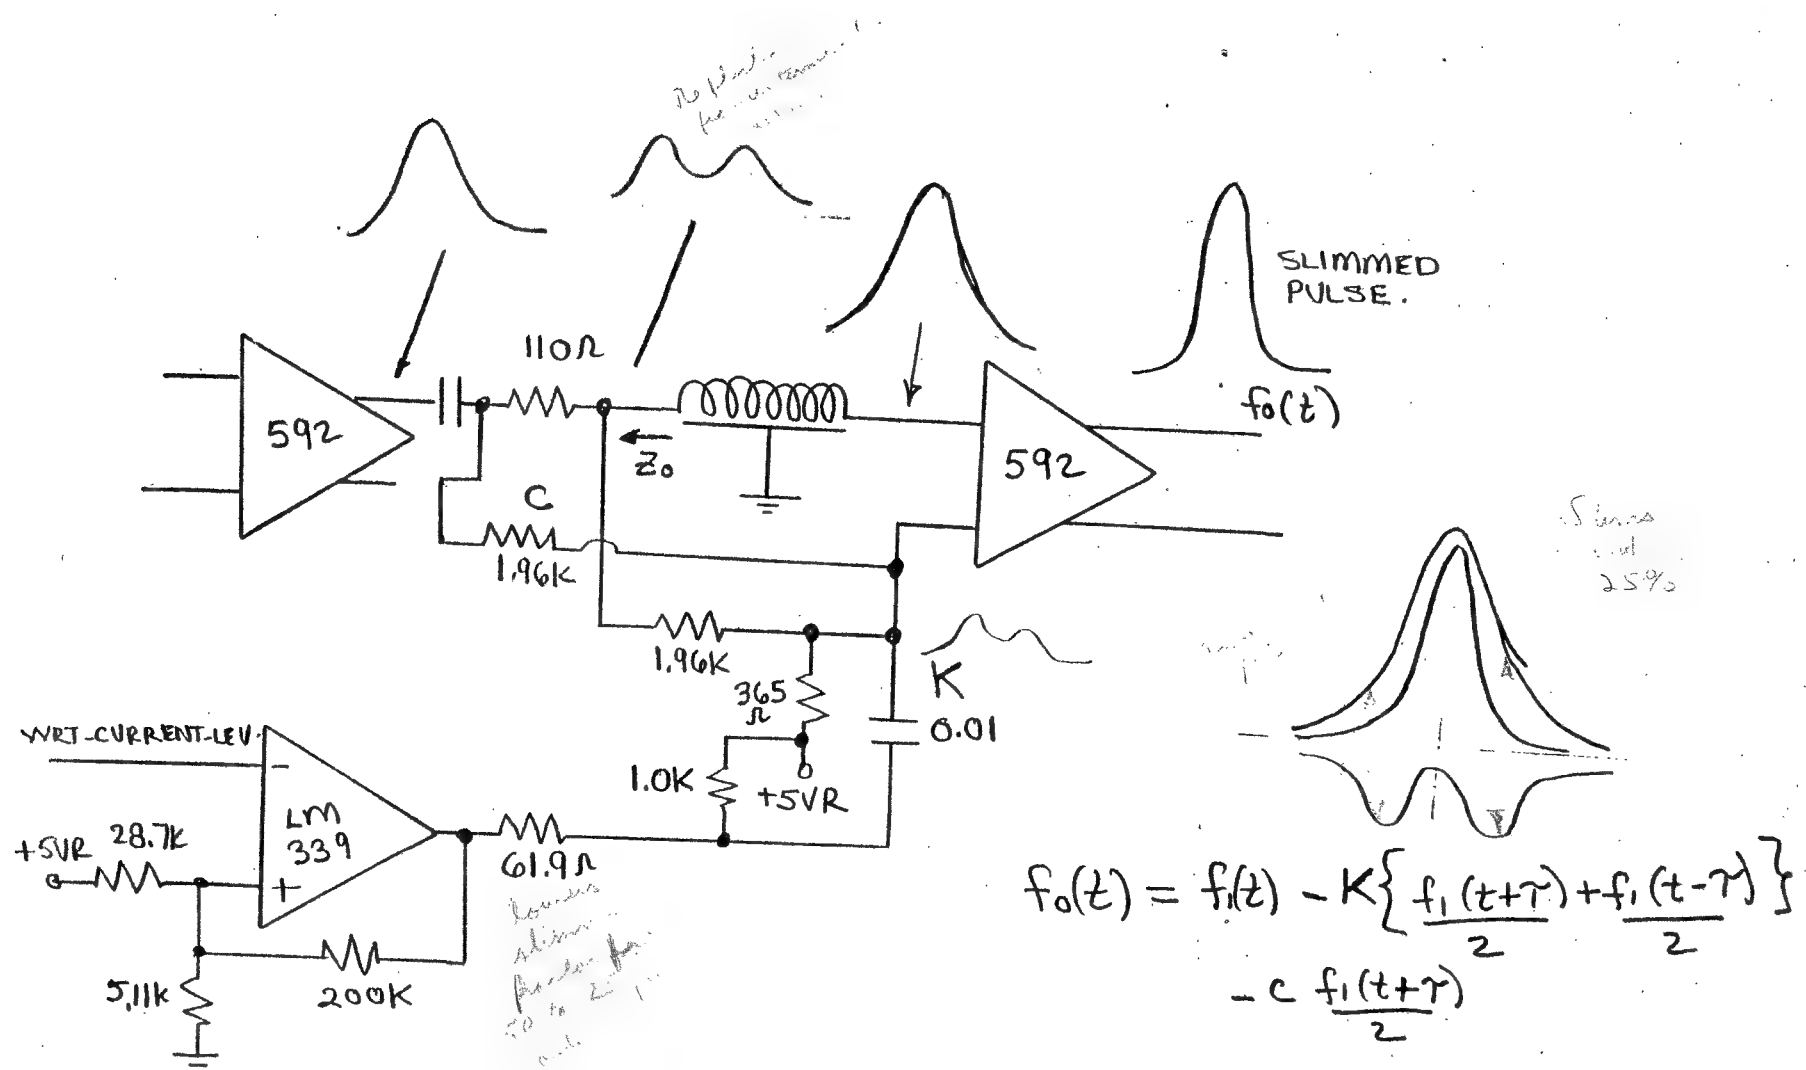 110Ω
SLIMMED
PULSE.
f₀(t)
592
Z₀
592
C
1.96K
1.96K
K
365
Ω
0.01
WRT-CURRENT-LEV.
1.0K
+5VR
-
LM
339
+
+5VR
28.7K
61.9Ω
5.11K
200K
25%
f₀(t) = f₁(t) - K{ f₁(t+τ)/2 + f₁(t-τ)/2 }
- C f₁(t+τ)/2